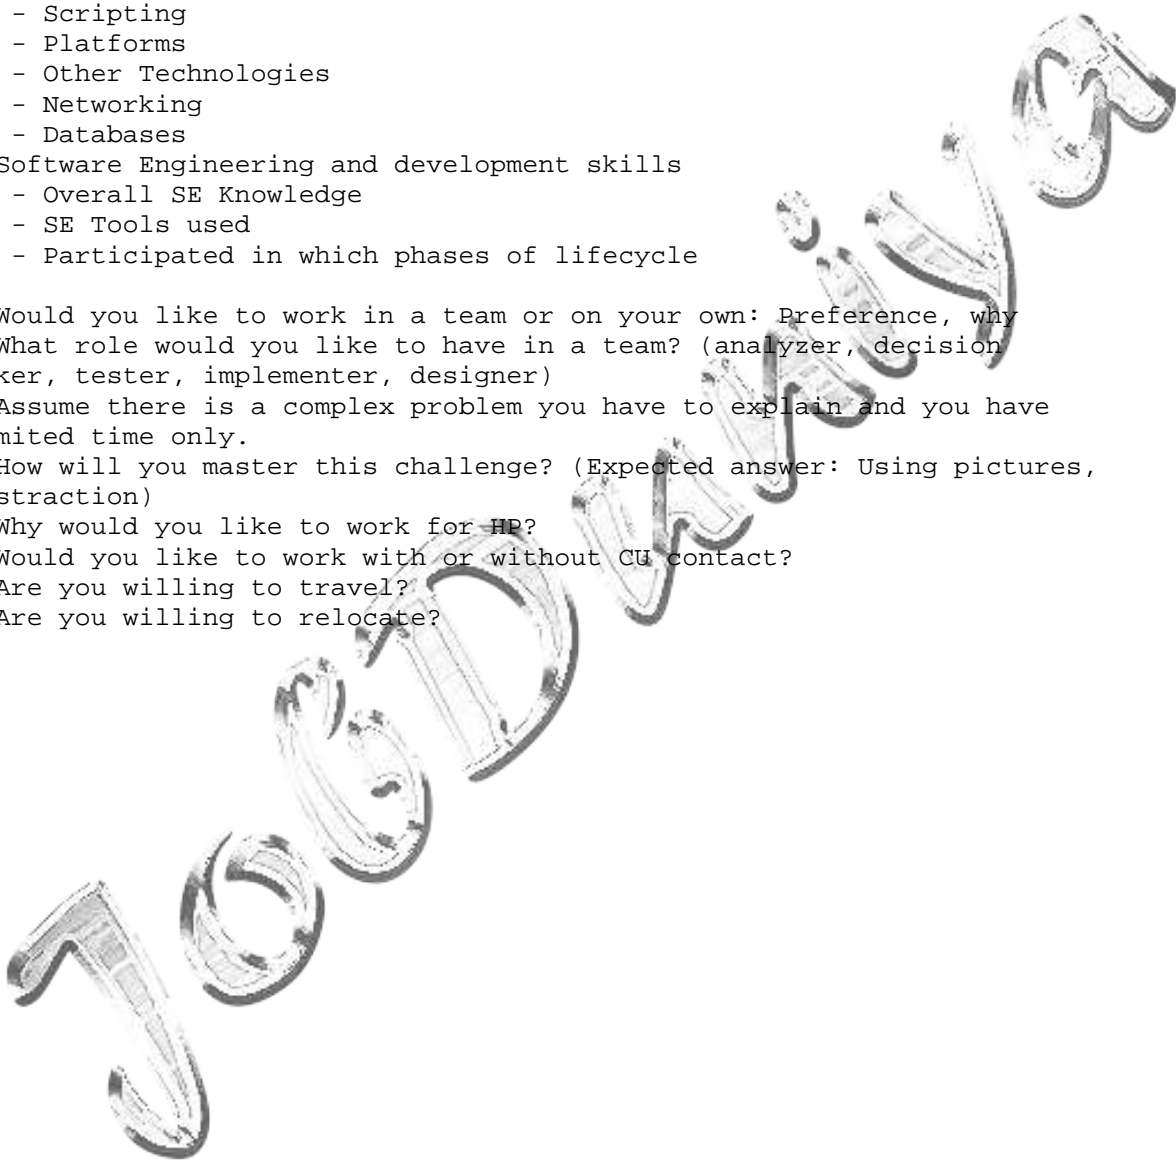 - Scripting
- Platforms
- Other Technologies
- Networking
- Databases
Software Engineering and development skills
- Overall SE Knowledge
- SE Tools used
- Participated in which phases of lifecycle
Would you like to work in a team or on your own: Preference, why
What role would you like to have in a team? (analyzer, decision
ker, tester, implementer, designer)
Assume there is a complex problem you have to explain and you have
mited time only.
How will you master this challenge? (Expected answer: Using pictures,
straction)
Why would you like to work for HP?
Would you like to work with or without CU contact?
Are you willing to travel?
Are you willing to relocate?
JoGDuniya